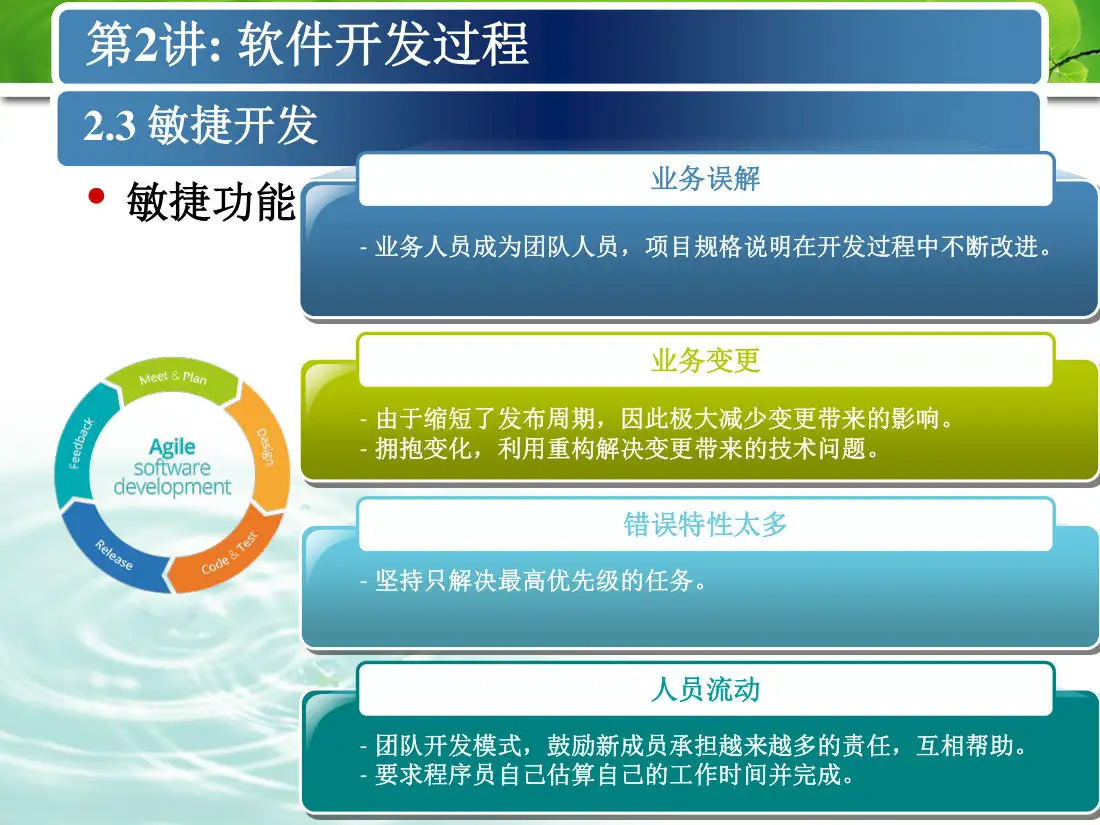 第2讲: 软件开发过程
2.3 敏捷开发
• 敏捷功能
业务误解
- 业务人员成为团队人员，项目规格说明在开发过程中不断改进。
业务变更
- 由于缩短了发布周期，因此极大减少变更带来的影响。
- 拥抱变化，利用重构解决变更带来的技术问题。
错误特性太多
- 坚持只解决最高优先级的任务。
人员流动
- 团队开发模式，鼓励新成员承担越来越多的责任，互相帮助。
- 要求程序员自己估算自己的工作时间并完成。
Meet & Plan
Design
Code & Test
Release
Feedback
Agile
software
development